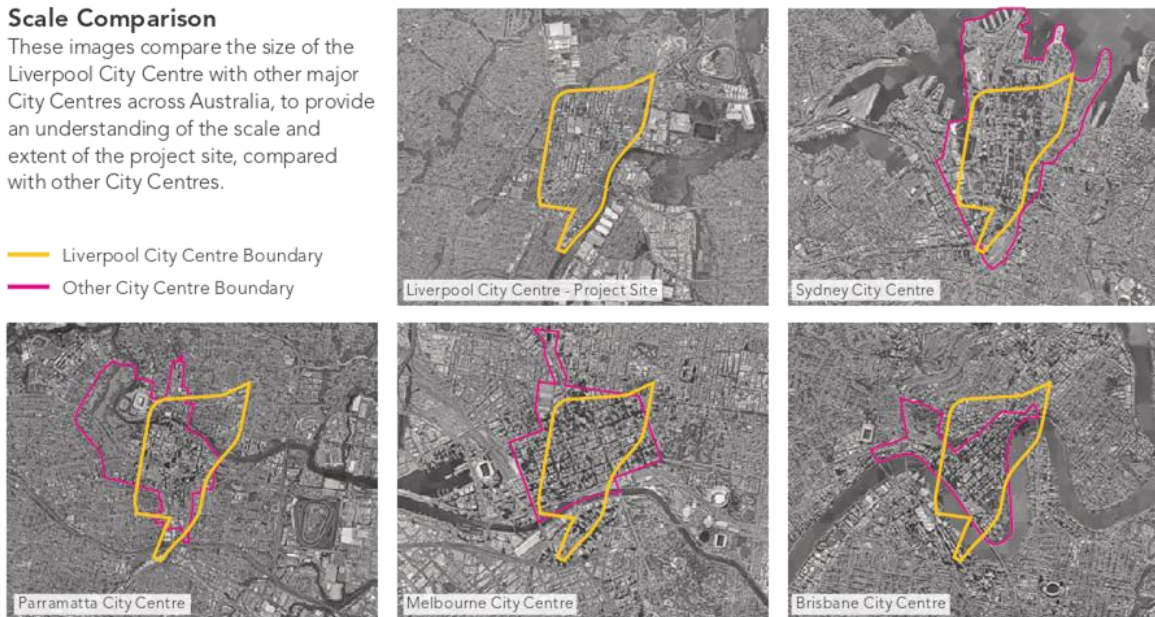 Scale Comparison
These images compare the size of the
Liverpool City Centre with other major
City Centres across Australia, to provide
an understanding of the scale and
extent of the project site, compared
with other City Centres.
Liverpool City Centre Boundary
Other City Centre Boundary
Liverpool City Centre - Project Site
Sydney City Centre
Parramatta City Centre
Melbourne City Centre
Brisbane City Centre